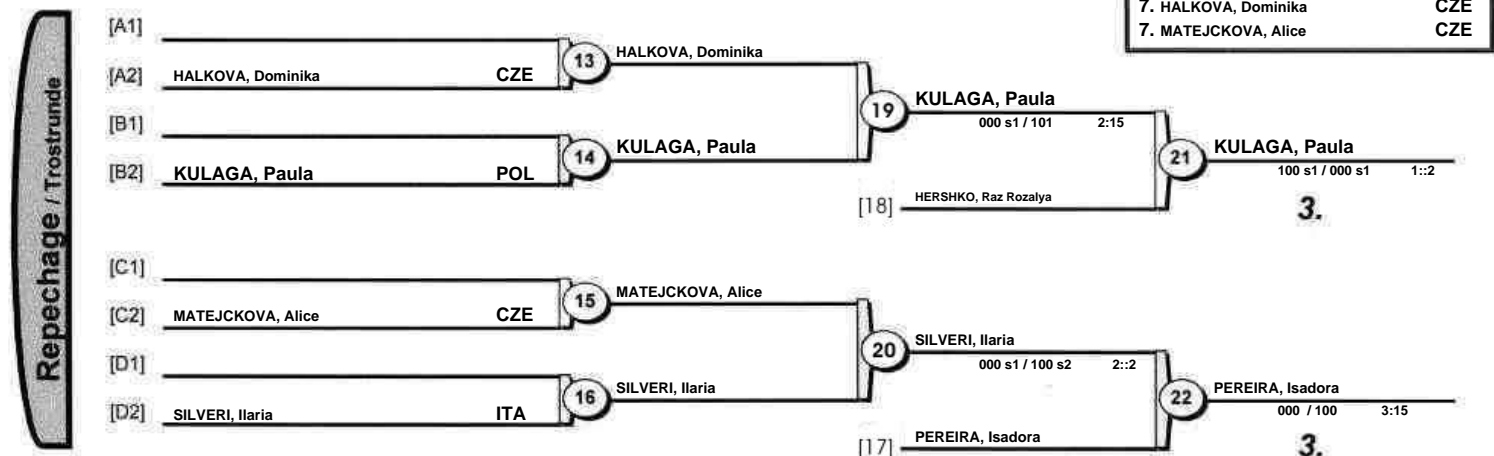 7. HALKOVA, Dominika CZE
7. MATEJCKOVA, Alice CZE
Repechage / Trostrunde
[A1]
[A2] HALKOVA, Dominika CZE
13 HALKOVA, Dominika
[B1]
[B2] KULAGA, Paula POL
14 KULAGA, Paula
19 KULAGA, Paula
000 s1 / 101 2:15
[18] HERSHKO, Raz Rozalya
21 KULAGA, Paula
100 s1 / 000 s1 1::2
3.
[C1]
[C2] MATEJCKOVA, Alice CZE
15 MATEJCKOVA, Alice
[D1]
[D2] SILVERI, Ilaria ITA
16 SILVERI, Ilaria
20 SILVERI, Ilaria
000 s1 / 100 s2 2::2
[17] PEREIRA, Isadora
22 PEREIRA, Isadora
000 / 100 3:15
3.